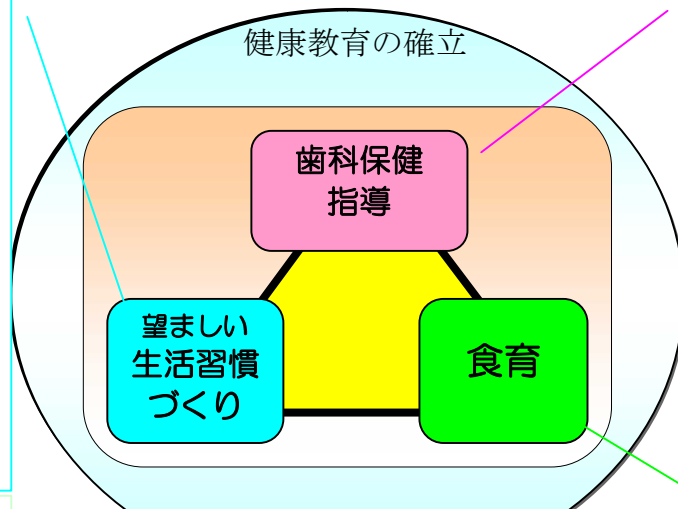 健康教育の確立
歯科保健
指導
望ましい
生活習慣
づくり
食育